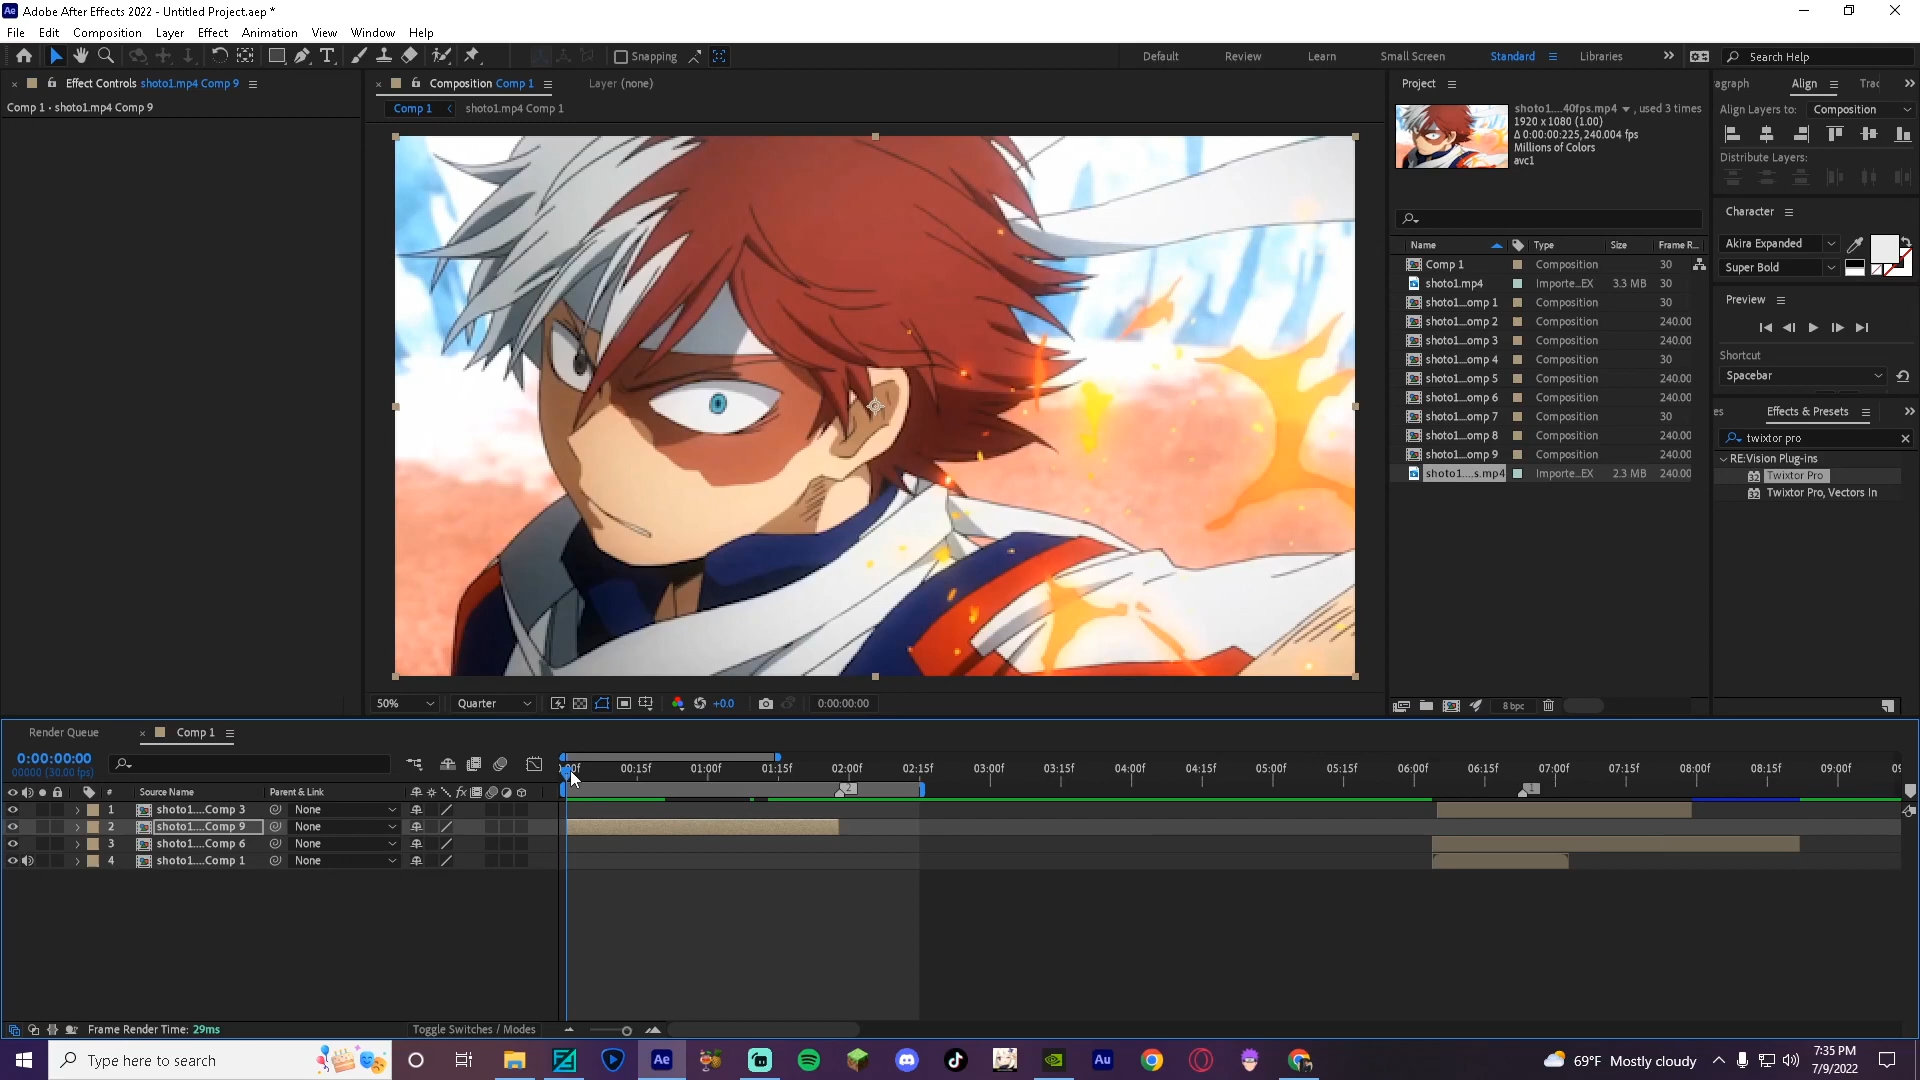 Adobe After Effects 2022 - Untitled Project.aep *
File Edit Composition Layer Effect Animation View Window Help
Snapping
Default Review Learn Small Screen Standard Libraries
Search Help
Effect Controls shoto1.mp4 Comp 9
Comp 1 • shoto1.mp4 Comp 9
Composition Comp 1
Layer (none)
Comp 1
shoto1.mp4 Comp 1
50%
Quarter
+0.0
0:00:00:00
Project
shoto1....40fps.mp4 , used 3 times
1920 x 1080 (1.00)
Δ 0:00:00:225, 240.004 fps
Millions of Colors
avc1
Name Type Size Frame R...
Comp 1 Composition 30
shoto1.mp4 Importe...EX 3.3 MB 30
shoto1...omp 1 Composition 30
shoto1...omp 2 Composition 240.00
shoto1...omp 3 Composition 240.00
shoto1...omp 4 Composition 30
shoto1...omp 5 Composition 240.00
shoto1...omp 6 Composition 240.00
shoto1...omp 7 Composition 30
shoto1...omp 8 Composition 240.00
shoto1...omp 9 Composition 240.00
shoto1....s.mp4 Importe...EX 2.3 MB 240.00
8 bpc
agraph Align Trac
Align Layers to: Composition
Distribute Layers:
Character
Akira Expanded
Super Bold
Preview
Shortcut
Spacebar
es Effects & Presets
twixtor pro
RE:Vision Plug-ins
32 Twixtor Pro
32 Twixtor Pro, Vectors In
Render Queue
Comp 1
0:00:00:00
00000 (30.00 fps)
00f 00:15f 01:00f 01:15f 02:00f 02:15f 03:00f 03:15f 04:00f 04:15f 05:00f 05:15f 06:00f 06:15f 07:00f 07:15f 08:00f 08:15f 09:00f 09
2
1
# Source Name Parent & Link
1 shoto1....Comp 3 None
2 shoto1....Comp 9 None
3 shoto1....Comp 6 None
4 shoto1....Comp 1 None
Frame Render Time: 29ms
Toggle Switches / Modes
Type here to search
Ae
Au
69°F Mostly cloudy
7:35 PM
7/9/2022